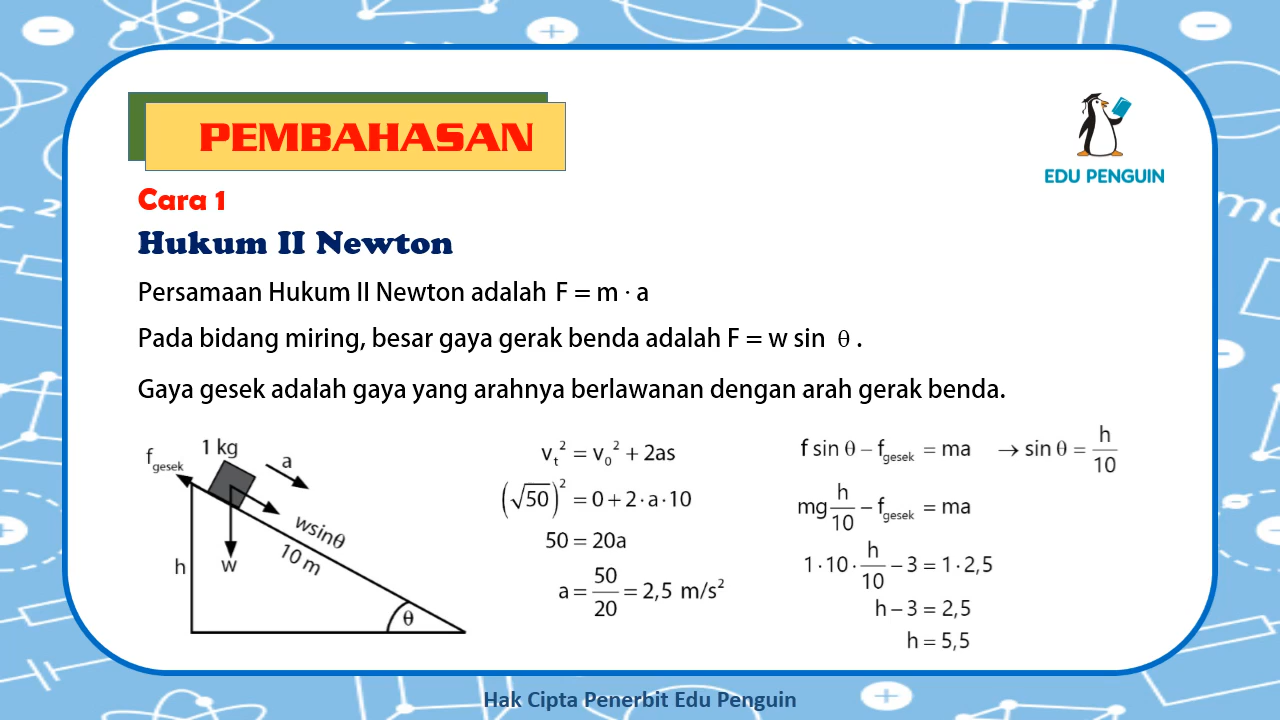 PEMBAHASAN
EDU PENGUIN
Cara 1
Hukum II Newton
Persamaan Hukum II Newton adalah F = m · a
Pada bidang miring, besar gaya gerak benda adalah F = w sin θ .
Gaya gesek adalah gaya yang arahnya berlawanan dengan arah gerak benda.
f_gesek
1 kg
a
wsinθ
10 m
w
h
θ
v_t² = v_0² + 2as
(√50)² = 0 + 2 · a · 10
50 = 20a
a = 50/20 = 2,5 m/s²
f sin θ − f_gesek = ma → sin θ = h/10
mg h/10 − f_gesek = ma
1 · 10 · h/10 − 3 = 1 · 2,5
h − 3 = 2,5
h = 5,5
Hak Cipta Penerbit Edu Penguin